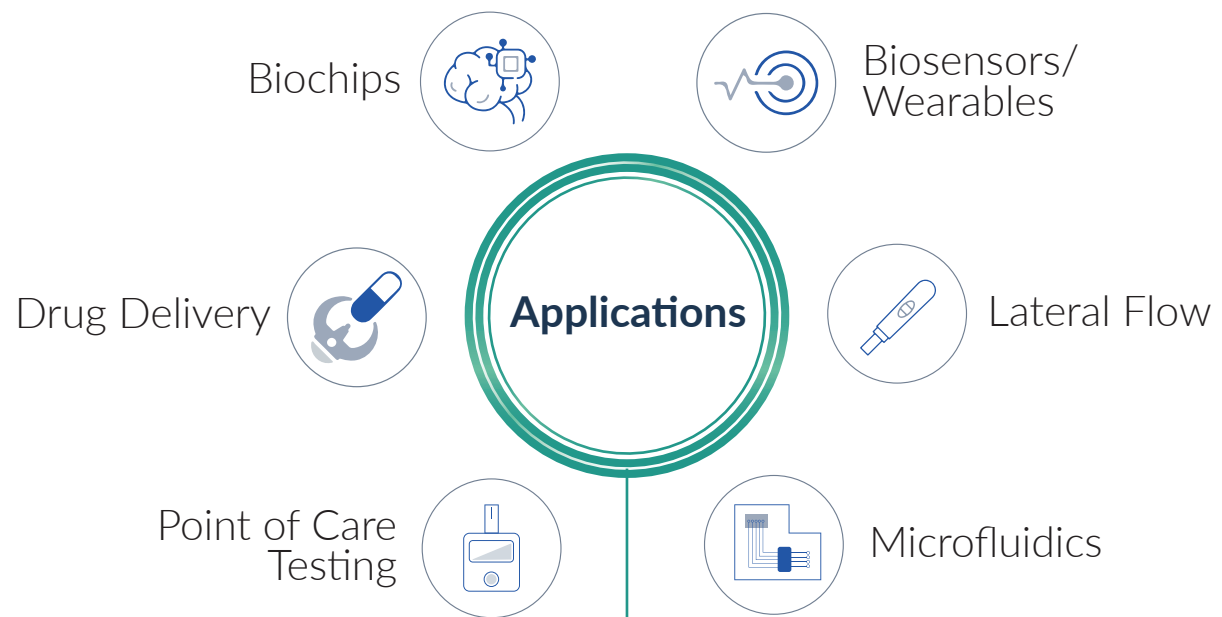 Biochips
Biosensors/
Wearables
Drug Delivery
Applications
Lateral Flow
Point of Care
Testing
Microfluidics